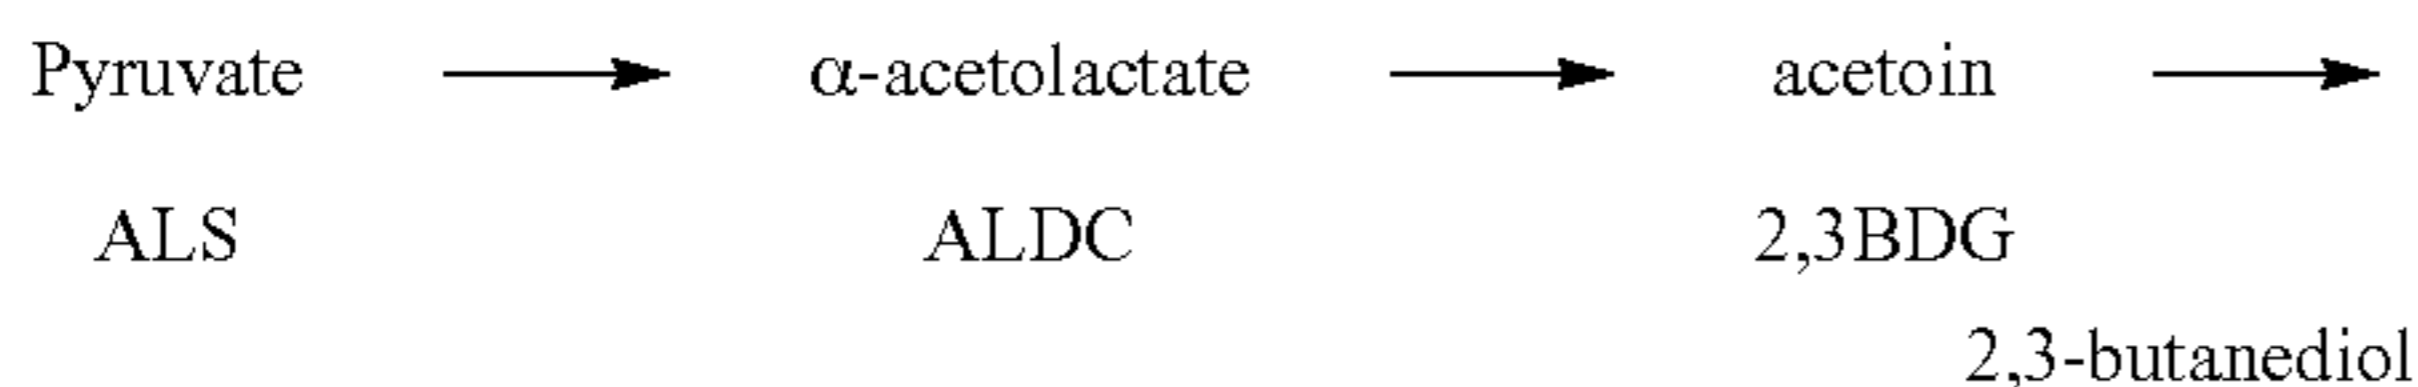 Pyruvate → α-acetolactate → acetoin →
ALS ALDC 2,3BDG
2,3-butanediol